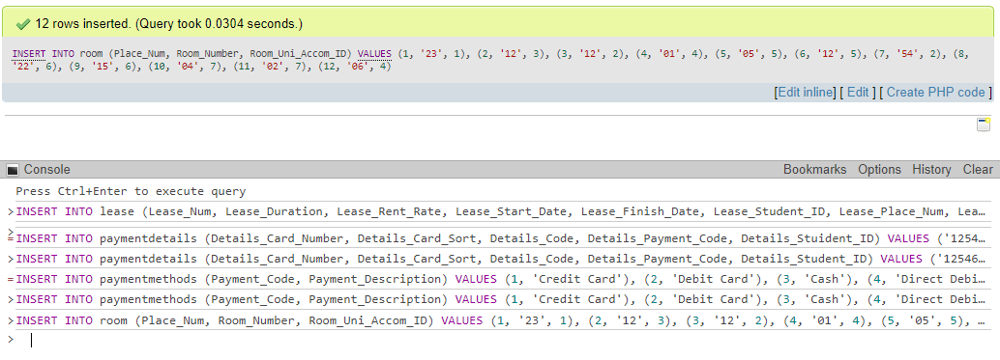 12 rows inserted. (Query took 0.0304 seconds.)
INSERT INTO room (Place_Num, Room_Number, Room_Uni_Accom_ID) VALUES (1, '23', 1), (2, '12', 3), (3, '12', 2), (4, '01', 4), (5, '05', 5), (6, '12', 5), (7, '54', 2), (8,
'22', 6), (9, '15', 6), (10, '04', 7), (11, '02', 7), (12, '06', 4)
[Edit inline] [ Edit ] [ Create PHP code ]
Console Bookmarks Options History Clear
Press Ctrl+Enter to execute query
>INSERT INTO lease (Lease_Num, Lease_Duration, Lease_Rent_Rate, Lease_Start_Date, Lease_Finish_Date, Lease_Student_ID, Lease_Place_Num, Lea…
>
=INSERT INTO paymentdetails (Details_Card_Number, Details_Card_Sort, Details_Code, Details_Payment_Code, Details_Stuident_ID) VALUES ('1254…
>INSERT INTO paymentdetails (Details_Card_Number, Details_Card_Sort, Details_Code, Details_Payment_Code, Details_Student_ID) VALUES ('12546…
=INSERT INTO paymentmethods (Payment_Code, Payment_Description) VALUES (1, 'Credit Card'), (2, 'Debit Card'), (3, 'Cash'), (4, 'Direct Debi…
>INSERT INTO paymentmethods (Payment_Code, Payment_Description) VALUES (1, 'Credit Card'), (2, 'Debit Card'), (3, 'Cash'), (4, 'Direct Debi…
>INSERT INTO room (Place_Num, Room_Number, Room_Uni_Accom_ID) VALUES (1, '23', 1), (2, '12', 3), (3, '12', 2), (4, '01', 4), (5, '05', 5), …
>